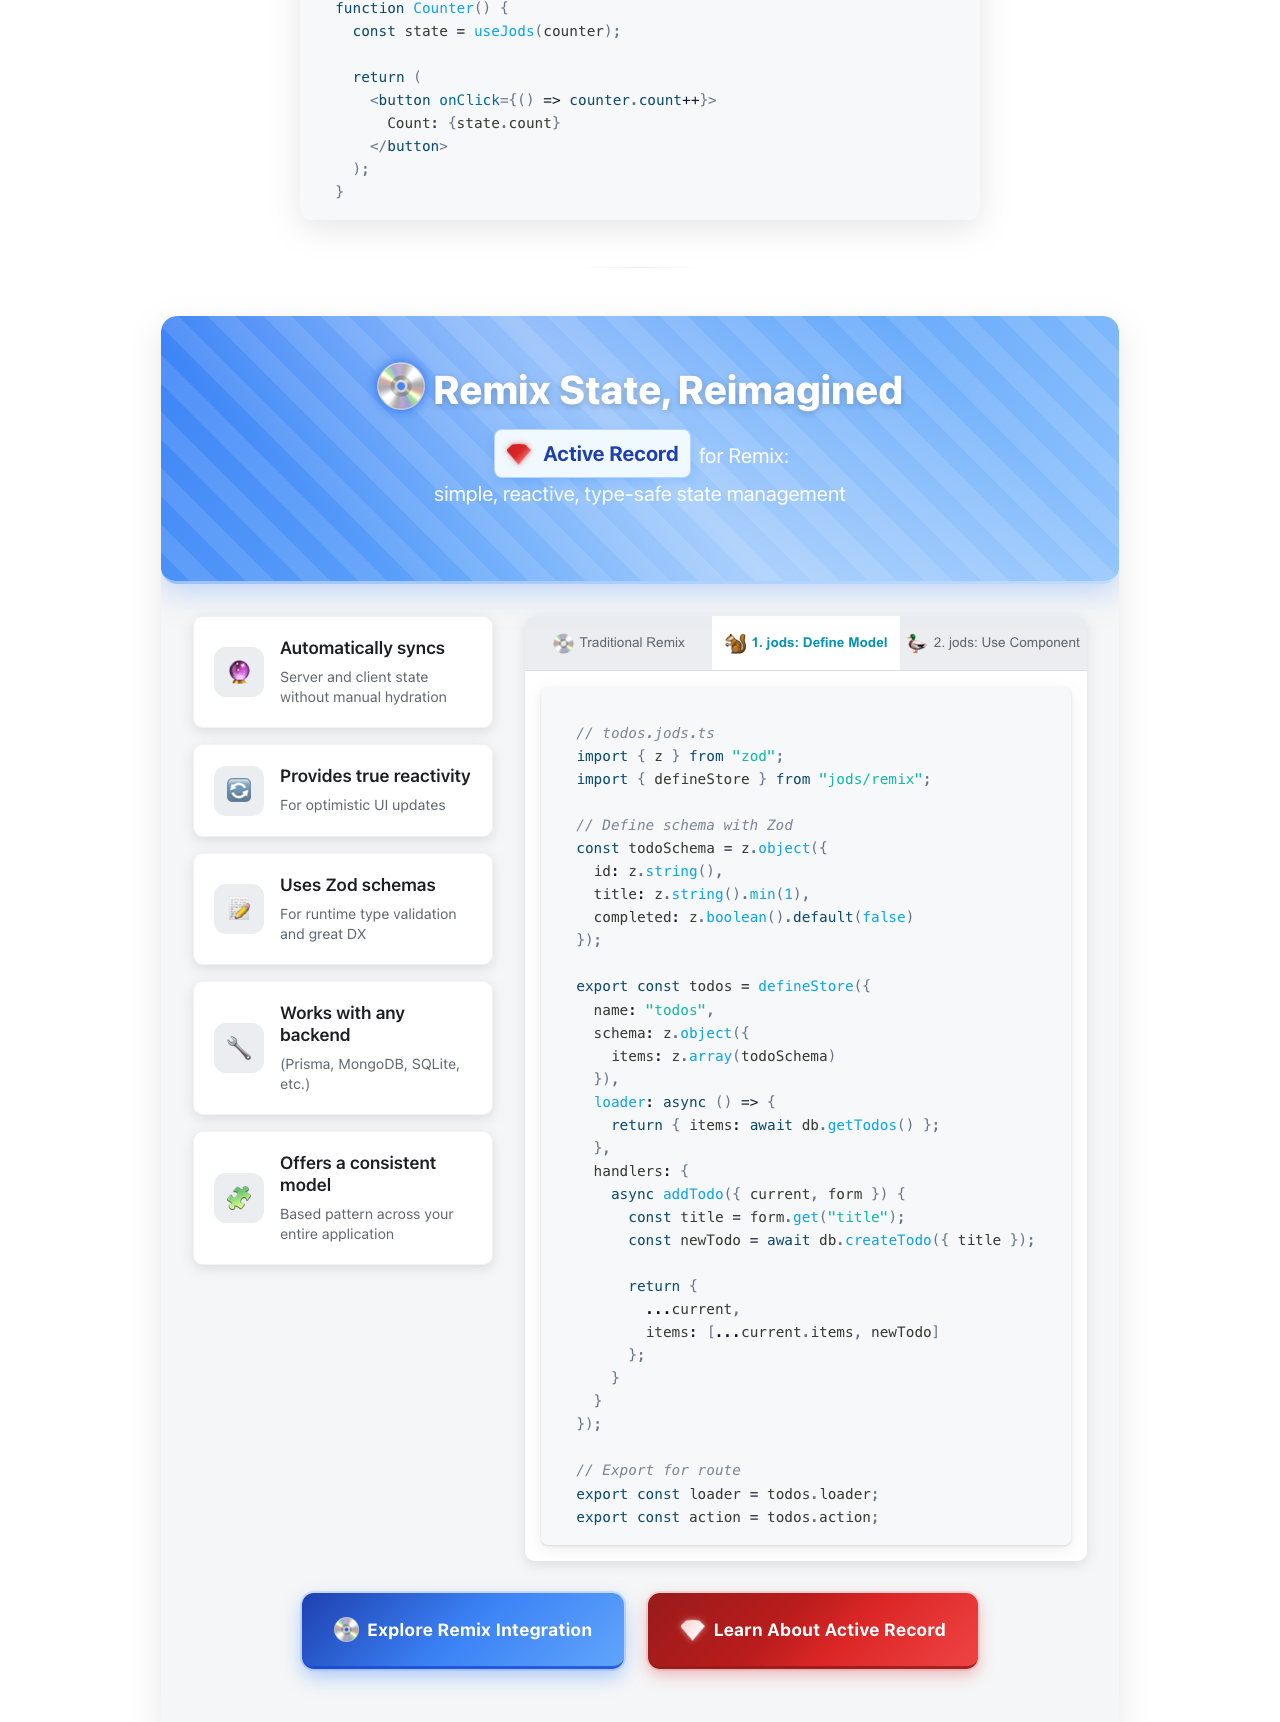 function Counter() {
  const state = useJods(counter);

  return (
    <button onClick={() => counter.count++}>
      Count: {state.count}
    </button>
  );
}
Remix State, Reimagined
Active Record for Remix:
simple, reactive, type-safe state management
Automatically syncs
Server and client state
without manual hydration
Provides true reactivity
For optimistic UI updates
Uses Zod schemas
For runtime type validation
and great DX
Works with any
backend
(Prisma, MongoDB, SQLite,
etc.)
Offers a consistent
model
Based pattern across your
entire application
Traditional Remix
1. jods: Define Model
2. jods: Use Component
// todos.jods.ts
import { z } from "zod";
import { defineStore } from "jods/remix";

// Define schema with Zod
const todoSchema = z.object({
  id: z.string(),
  title: z.string().min(1),
  completed: z.boolean().default(false)
});

export const todos = defineStore({
  name: "todos",
  schema: z.object({
    items: z.array(todoSchema)
  }),
  loader: async () => {
    return { items: await db.getTodos() };
  },
  handlers: {
    async addTodo({ current, form }) {
      const title = form.get("title");
      const newTodo = await db.createTodo({ title });

      return {
        ...current,
        items: [...current.items, newTodo]
      };
    }
  }
});

// Export for route
export const loader = todos.loader;
export const action = todos.action;
Explore Remix Integration
Learn About Active Record